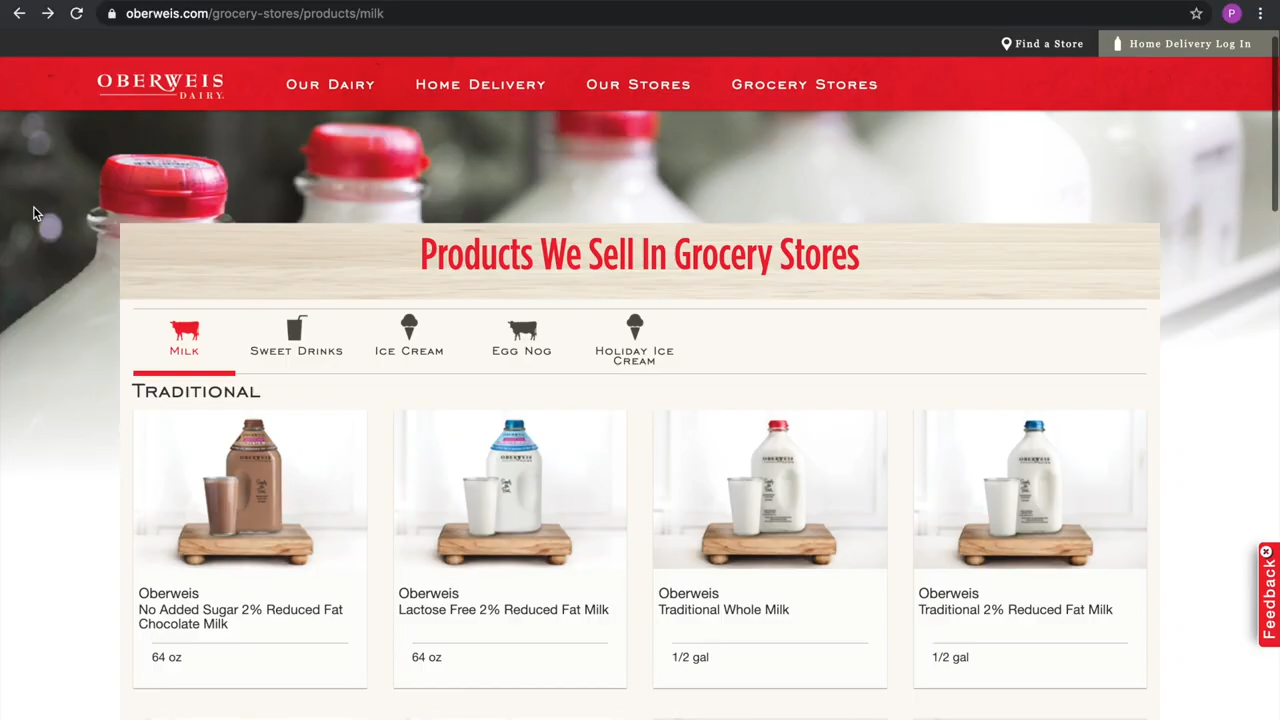 oberweis.com/grocery-stores/products/milk
P
Find a Store
Home Delivery Log In
OBERWEIS
DAIRY
OUR DAIRY
HOME DELIVERY
OUR STORES
GROCERY STORES
Products We Sell In Grocery Stores
MILK
SWEET DRINKS
ICE CREAM
EGG NOG
HOLIDAY ICE
CREAM
TRADITIONAL
OBERWEIS
OBERWEIS
OBERWEIS
OBERWEIS
Oberweis
No Added Sugar 2% Reduced Fat
Chocolate Milk
64 oz
Oberweis
Lactose Free 2% Reduced Fat Milk
64 oz
Oberweis
Traditional Whole Milk
1/2 gal
Oberweis
Traditional 2% Reduced Fat Milk
1/2 gal
Feedback